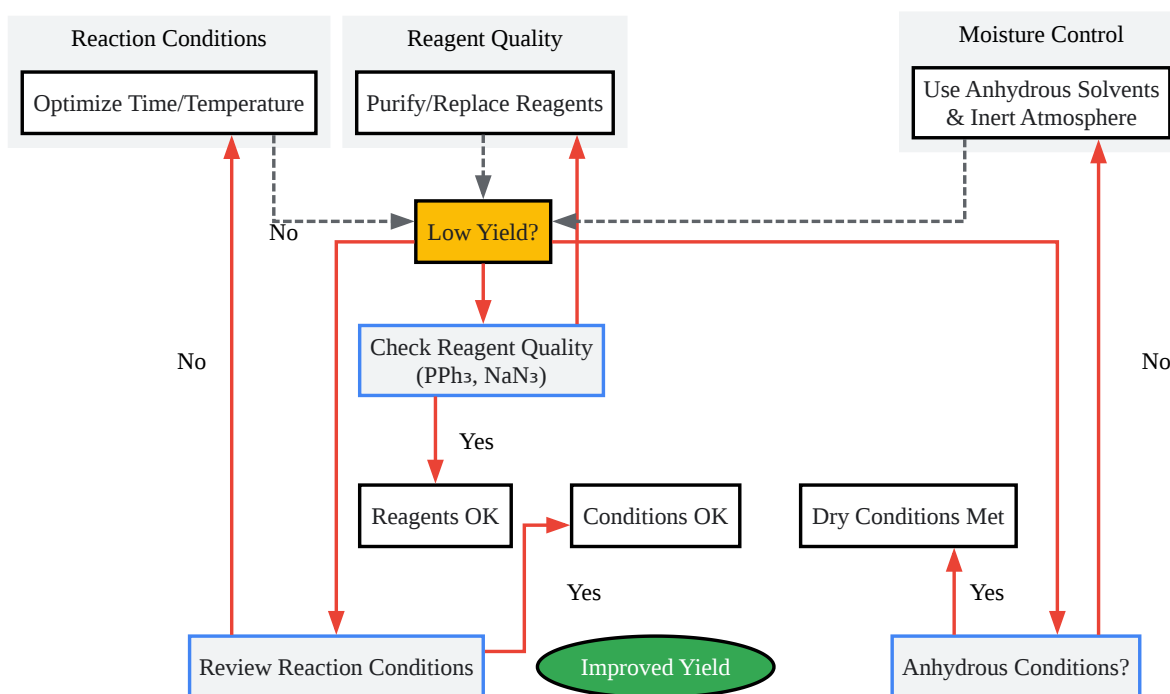 Reaction Conditions
Reagent Quality
Moisture Control
Optimize Time/Temperature
Purify/Replace Reagents
Use Anhydrous Solvents
& Inert Atmosphere
No
Low Yield?
Check Reagent Quality
(PPh₃, NaN₃)
No
No
Yes
Reagents OK
Conditions OK
Dry Conditions Met
Yes
Yes
Review Reaction Conditions
Improved Yield
Anhydrous Conditions?